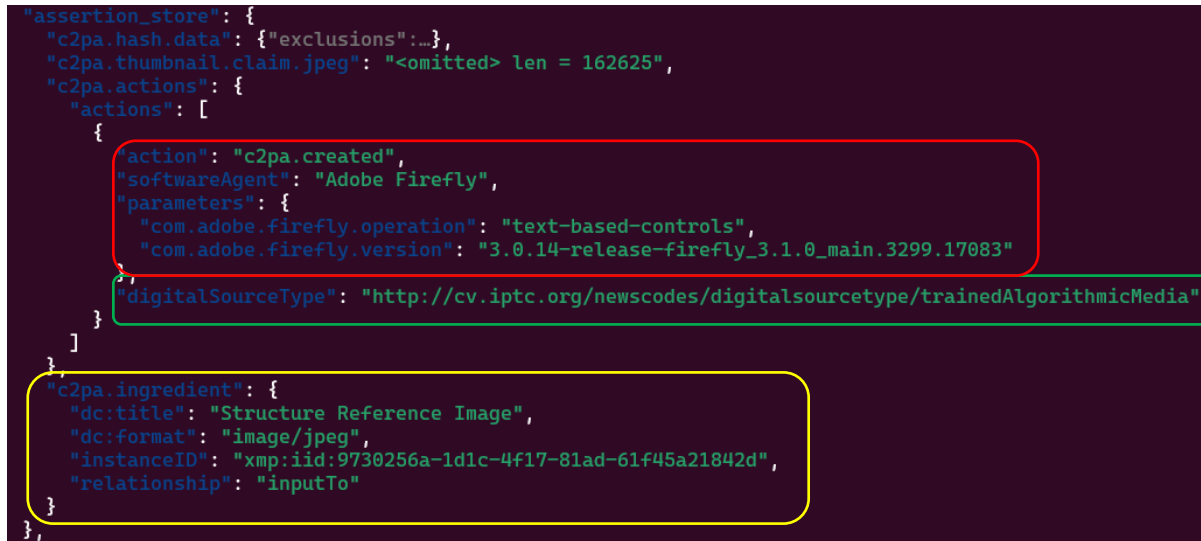 "assertion_store": {
"c2pa.hash.data": {"exclusions":…},
"c2pa.thumbnail.claim.jpeg": "<omitted> len = 162625",
"c2pa.actions": {
"actions": [
{
"action": "c2pa.created",
"softwareAgent": "Adobe Firefly",
"parameters": {
"com.adobe.firefly.operation": "text-based-controls",
"com.adobe.firefly.version": "3.0.14-release-firefly_3.1.0_main.3299.17083"
},
"digitalSourceType": "http://cv.iptc.org/newscodes/digitalsourcetype/trainedAlgorithmicMedia"
}
]
},
"c2pa.ingredient": {
"dc:title": "Structure Reference Image",
"dc:format": "image/jpeg",
"instanceID": "xmp:iid:9730256a-1d1c-4f17-81ad-61f45a21842d",
"relationship": "inputTo"
}
},